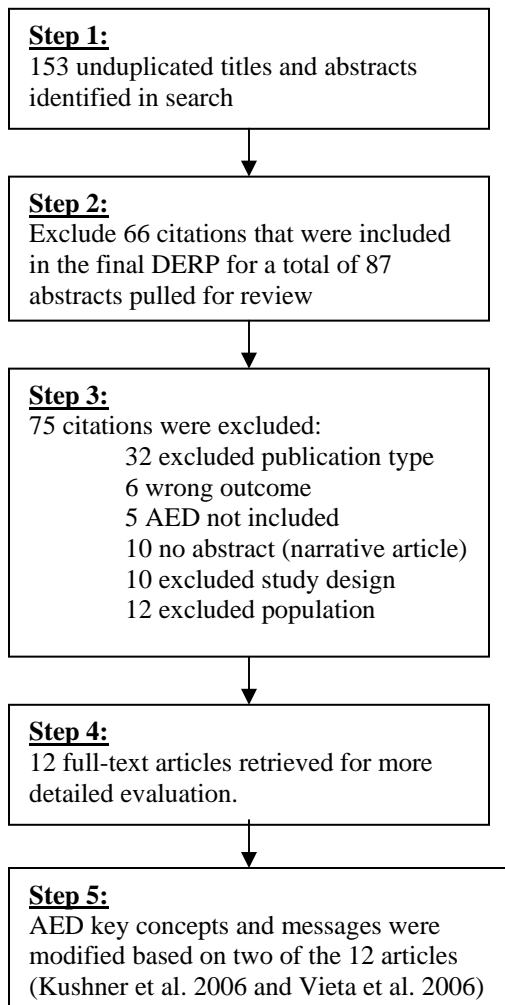 Step 1:
153 unduplicated titles and abstracts
identified in search
Step 2:
Exclude 66 citations that were included
in the final DERP for a total of 87
abstracts pulled for review
Step 3:
75 citations were excluded:
32 excluded publication type
6 wrong outcome
5 AED not included
10 no abstract (narrative article)
10 excluded study design
12 excluded population
Step 4:
12 full-text articles retrieved for more
detailed evaluation.
Step 5:
AED key concepts and messages were
modified based on two of the 12 articles
(Kushner et al. 2006 and Vieta et al. 2006)